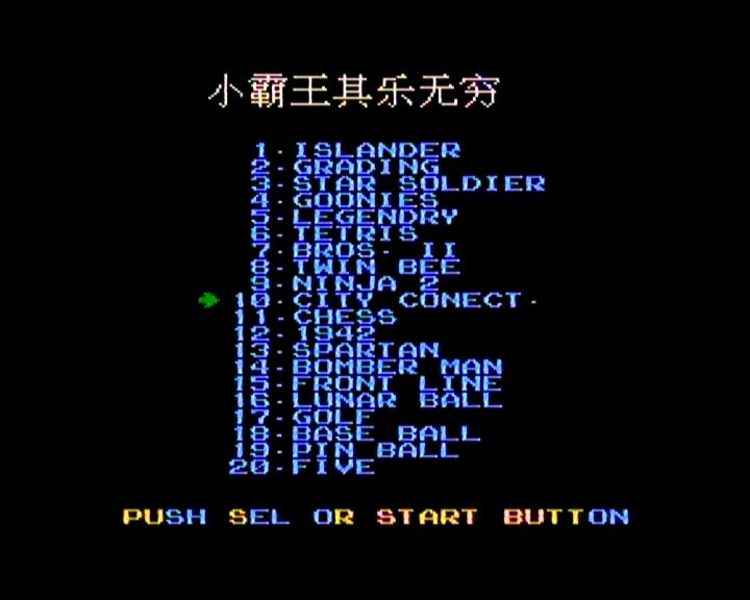 小霸王其乐无穷
1. ISLANDER
2. GRADING
3. STAR SOLDIER
4. GOONIES
5. LEGENDRY
6. TETRIS
7. BROS. II
8. TWIN BEE
9. NINJA 2
10. CITY CONECT.
11. CHESS
12. 1942
13. SPARTAN
14. BOMBER MAN
15. FRONT LINE
16. LUNAR BALL
17. GOLF
18. BASE BALL
19. PIN BALL
20. FIVE
PUSH SEL OR START BUTTON